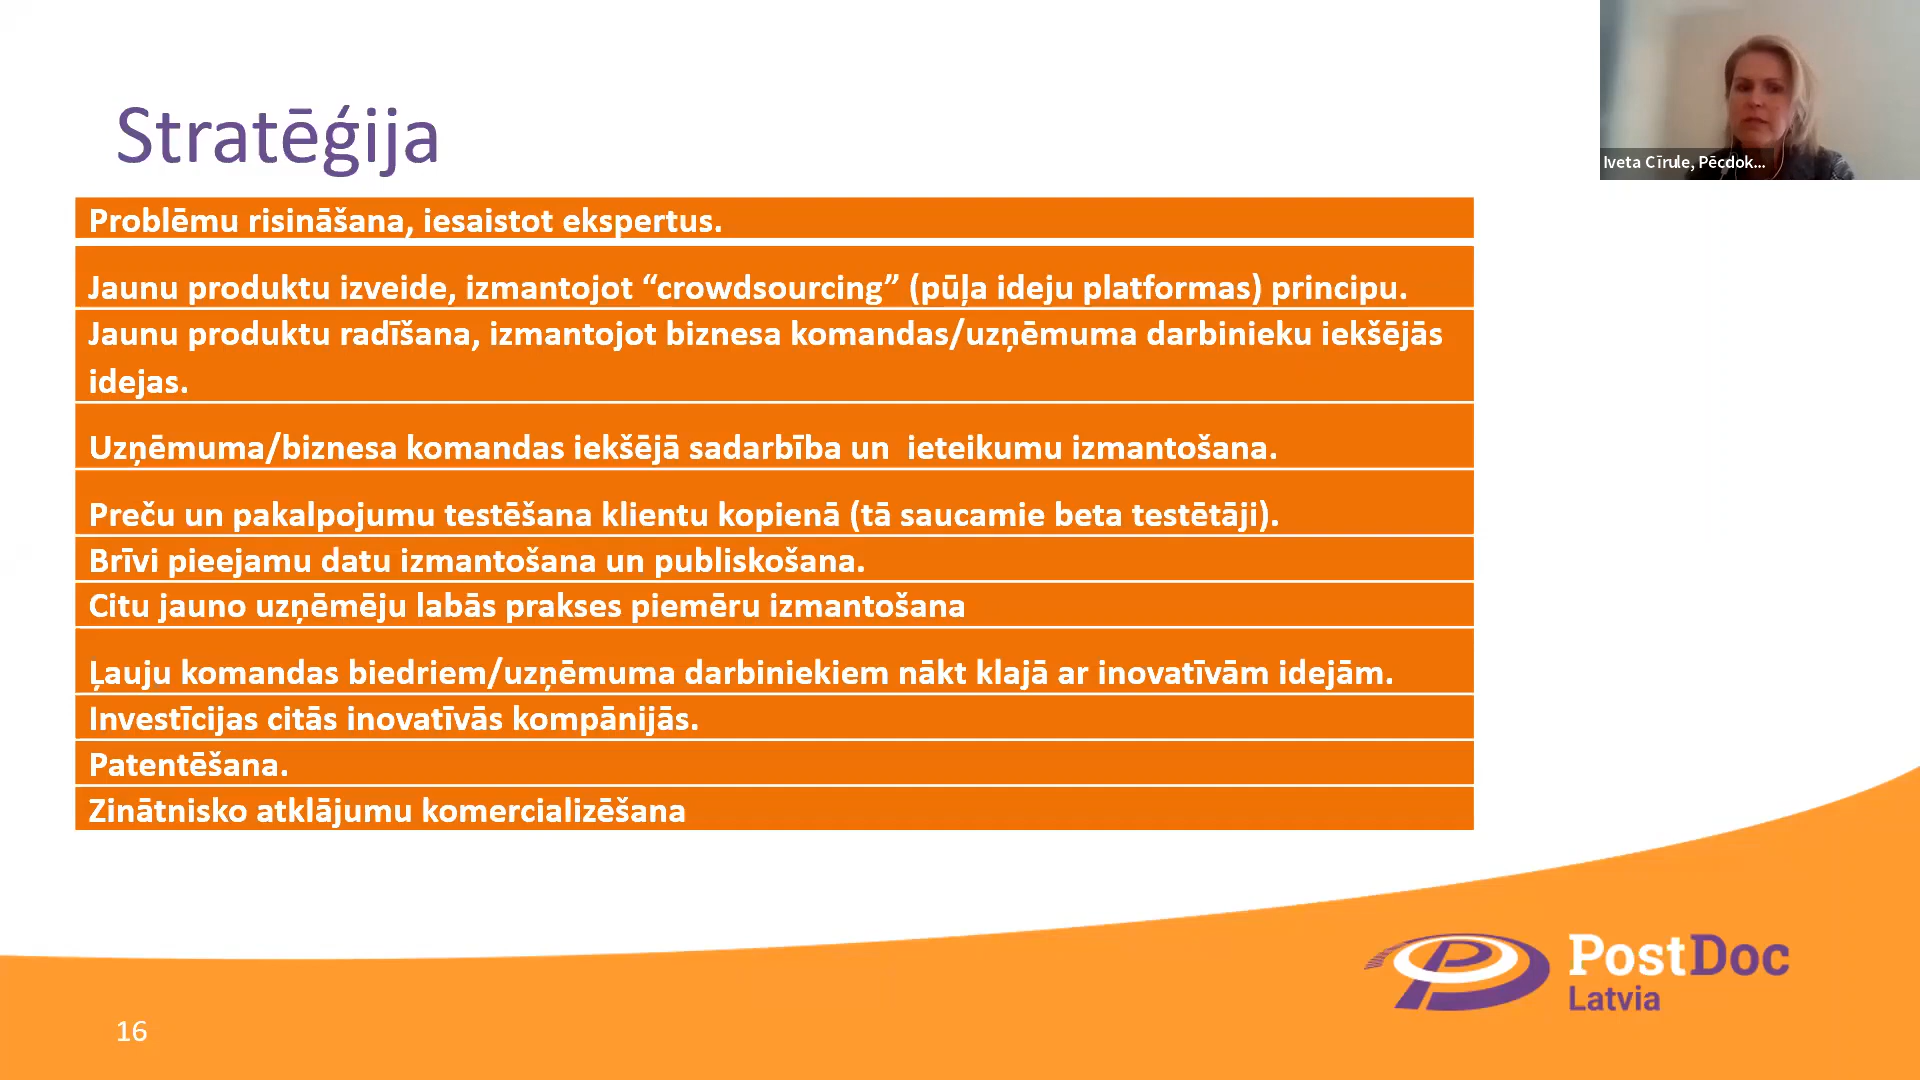 Stratēģija
Iveta Cīrule, Pēcdok...
Problēmu risināšana, iesaistot ekspertus.
Jaunu produktu izveide, izmantojot “crowdsourcing” (pūļa ideju platformas) principu.
Jaunu produktu radīšana, izmantojot biznesa komandas/uzņēmuma darbinieku iekšējās
idejas.
Uzņēmuma/biznesa komandas iekšējā sadarbība un  ieteikumu izmantošana.
Preču un pakalpojumu testēšana klientu kopienā (tā saucamie beta testētāji).
Brīvi pieejamu datu izmantošana un publiskošana.
Citu jauno uzņēmēju labās prakses piemēru izmantošana
Ļauju komandas biedriem/uzņēmuma darbiniekiem nākt klajā ar inovatīvām idejām.
Investīcijas citās inovatīvās kompānijās.
Patentēšana.
Zinātnisko atklājumu komercializēšana
PostDoc
Latvia
16